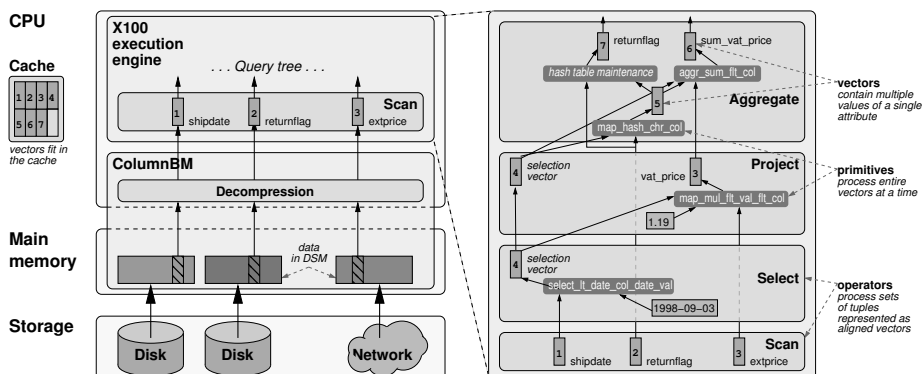 CPU
X100
execution
engine
. . . Query tree . . .
Cache
1 2 3 4
5 6 7
vectors fit in
the cache
Scan
1 shipdate
2 returnflag
3 extprice
ColumnBM
Decompression
Main
memory
data
in DSM
Storage
Disk
Disk
Network
7 returnflag
6 sum_vat_price
hash table maintenance
aggr_sum_flt_col
5
Aggregate
map_hash_chr_col
vectors
contain multiple
values of a single
attribute
4 selection
vector
Project
vat_price 3
map_mul_flt_val_flt_col
1.19
primitives
process entire
vectors at a time
4 selection
vector
select_lt_date_col_date_val
Select
1998-09-03
operators
process sets
of tuples
represented as
aligned vectors
Scan
1 shipdate
2 returnflag
3 extprice